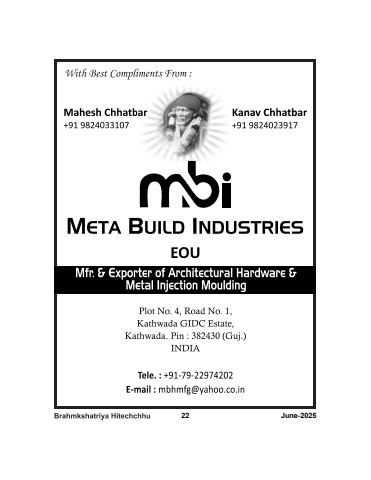 With Best Compliments From :
Mahesh Chhatbar
+91 9824033107
Kanav Chhatbar
+91 9824023917
mbi
META BUILD INDUSTRIES
EOU
Mfr. & Exporter of Architectural Hardware &
Metal Injection Moulding
Plot No. 4, Road No. 1,
Kathwada GIDC Estate,
Kathwada. Pin : 382430 (Guj.)
INDIA
Tele. : +91-79-22974202
E-mail : mbhmfg@yahoo.co.in
Brahmkshatriya Hitechchhu 22 June-2025